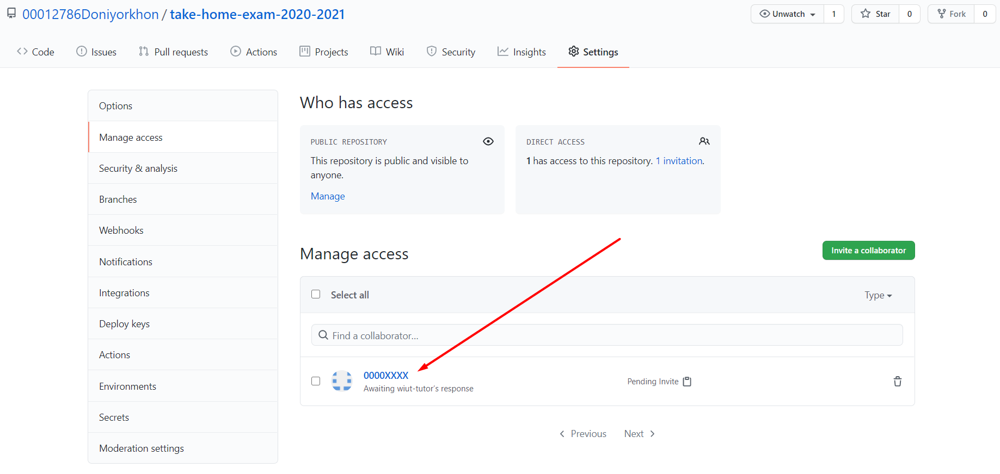 00012786Doniyorkhon / take-home-exam-2020-2021
Unwatch 1
Star 0
Fork 0
Code
Issues
Pull requests
Actions
Projects
Wiki
Security
Insights
Settings
Options
Manage access
Security & analysis
Branches
Webhooks
Notifications
Integrations
Deploy keys
Actions
Environments
Secrets
Moderation settings
Who has access
PUBLIC REPOSITORY
This repository is public and visible to
anyone.
Manage
DIRECT ACCESS
1 has access to this repository. 1 invitation.
Manage access
Invite a collaborator
Select all
Type
Find a collaborator...
0000XXXX
Awaiting wiut-tutor's response
Pending Invite
Previous
Next